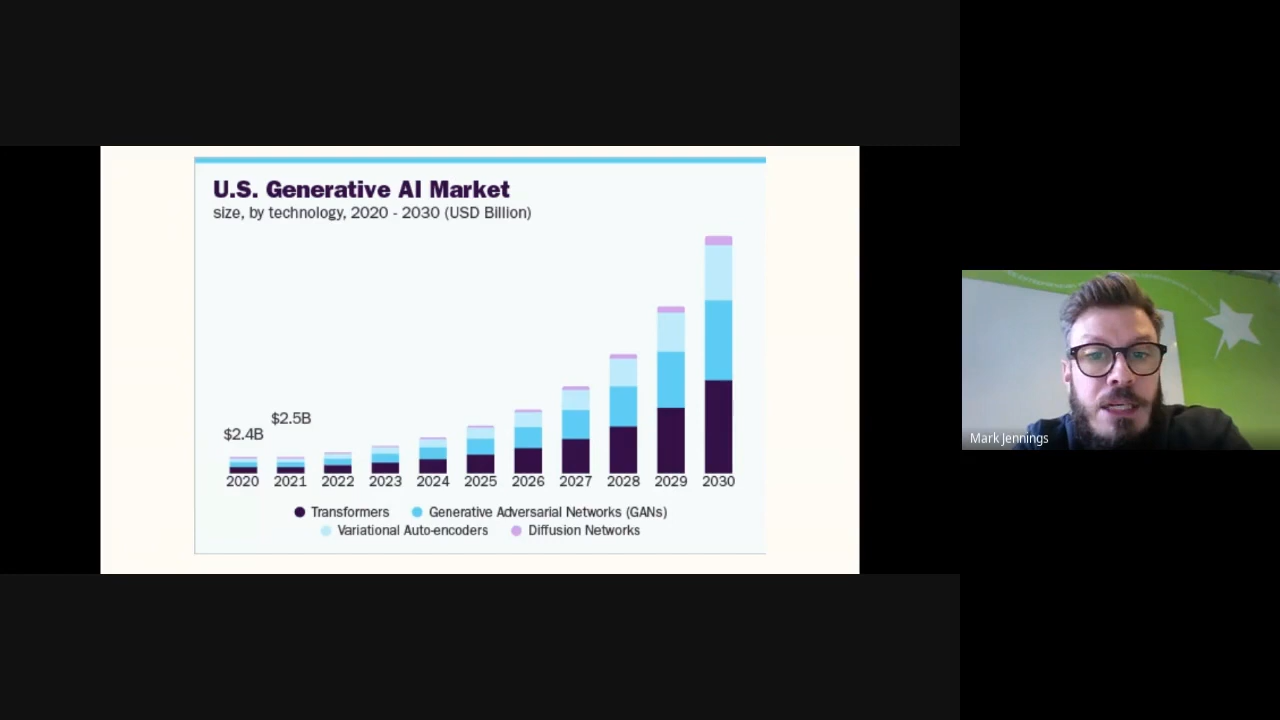 U.S. Generative AI Market
size, by technology, 2020 - 2030 (USD Billion)
$2.4B
$2.5B
2020 2021 2022 2023 2024 2025 2026 2027 2028 2029 2030
Transformers Generative Adversarial Networks (GANs)
Variational Auto-encoders Diffusion Networks
Mark Jennings